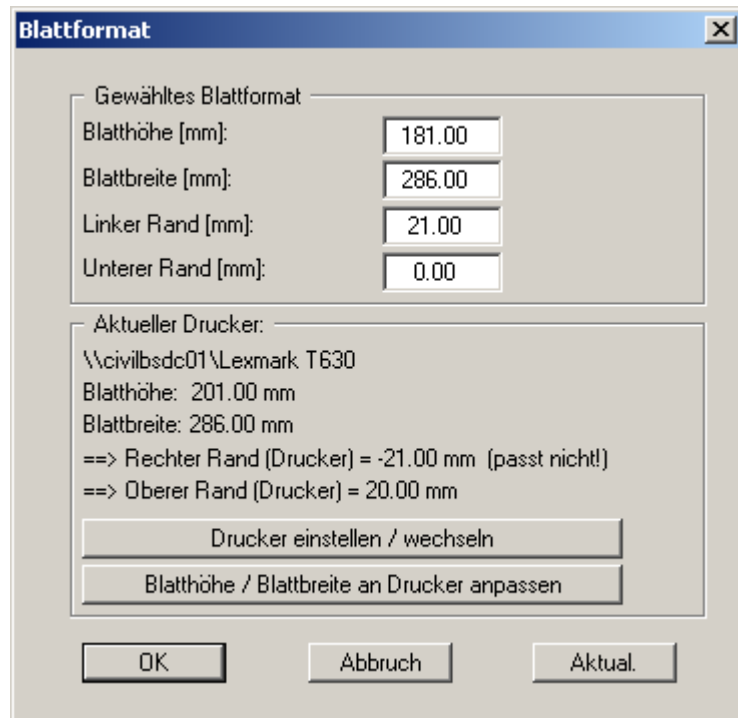 Blattformat
Gewähltes Blattformat
Blatthöhe [mm]: 181.00
Blattbreite [mm]: 286.00
Linker Rand [mm]: 21.00
Unterer Rand [mm]: 0.00
Aktueller Drucker:
\\civilbsdc01\Lexmark T630
Blatthöhe: 201.00 mm
Blattbreite: 286.00 mm
==> Rechter Rand (Drucker) = -21.00 mm (passt nicht!)
==> Oberer Rand (Drucker) = 20.00 mm
Drucker einstellen / wechseln
Blatthöhe / Blattbreite an Drucker anpassen
OK Abbruch Aktual.